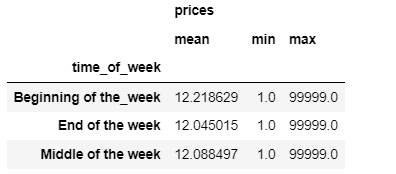 prices
mean min max
time_of_week
Beginning of the_week 12.218629 1.0 99999.0
End of the week 12.045015 1.0 99999.0
Middle of the week 12.088497 1.0 99999.0